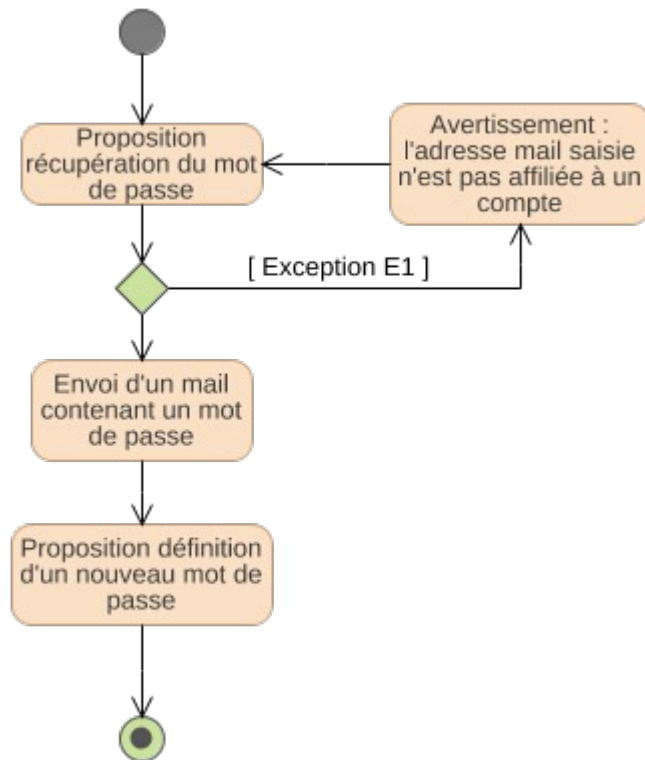 Proposition
récupération du mot
de passe
Avertissement :
l'adresse mail saisie
n'est pas affiliée à un
compte
[ Exception E1 ]
Envoi d'un mail
contenant un mot
de passe
Proposition définition
d'un nouveau mot de
passe